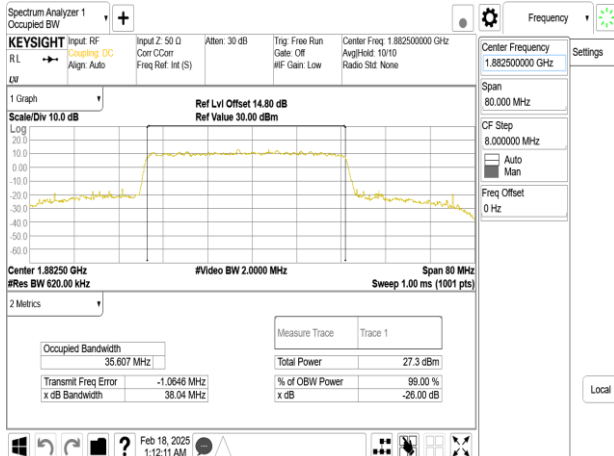 Spectrum Analyzer 1
Occupied BW
Frequency
KEYSIGHT
Input: RF
Coupling: DC
Align: Auto
Input Z: 50 Ω
Corr CCorr
Freq Ref: Int (S)
Atten: 30 dB
Trig: Free Run
Gate: Off
#IF Gain: Low
Center Freq: 1.882500000 GHz
Avg|Hold: 10/10
Radio Std: None
RL
LXI
Center Frequency
1.882500000 GHz
Settings
Span
80.000 MHz
CF Step
8.000000 MHz
Auto
Man
Freq Offset
0 Hz
1 Graph
Scale/Div 10.0 dB
Ref Lvl Offset 14.80 dB
Ref Value 30.00 dBm
Log
20.0
10.0
0.00
-10.0
-20.0
-30.0
-40.0
-50.0
-60.0
Center 1.88250 GHz
#Res BW 620.00 kHz
#Video BW 2.0000 MHz
Span 80 MHz
Sweep 1.00 ms (1001 pts)
2 Metrics
Measure Trace
Trace 1
Occupied Bandwidth
35.607 MHz
Total Power
27.3 dBm
Transmit Freq Error
-1.0646 MHz
% of OBW Power
99.00 %
x dB Bandwidth
38.04 MHz
x dB
-26.00 dB
Local
Feb 18, 2025
1:12:11 AM